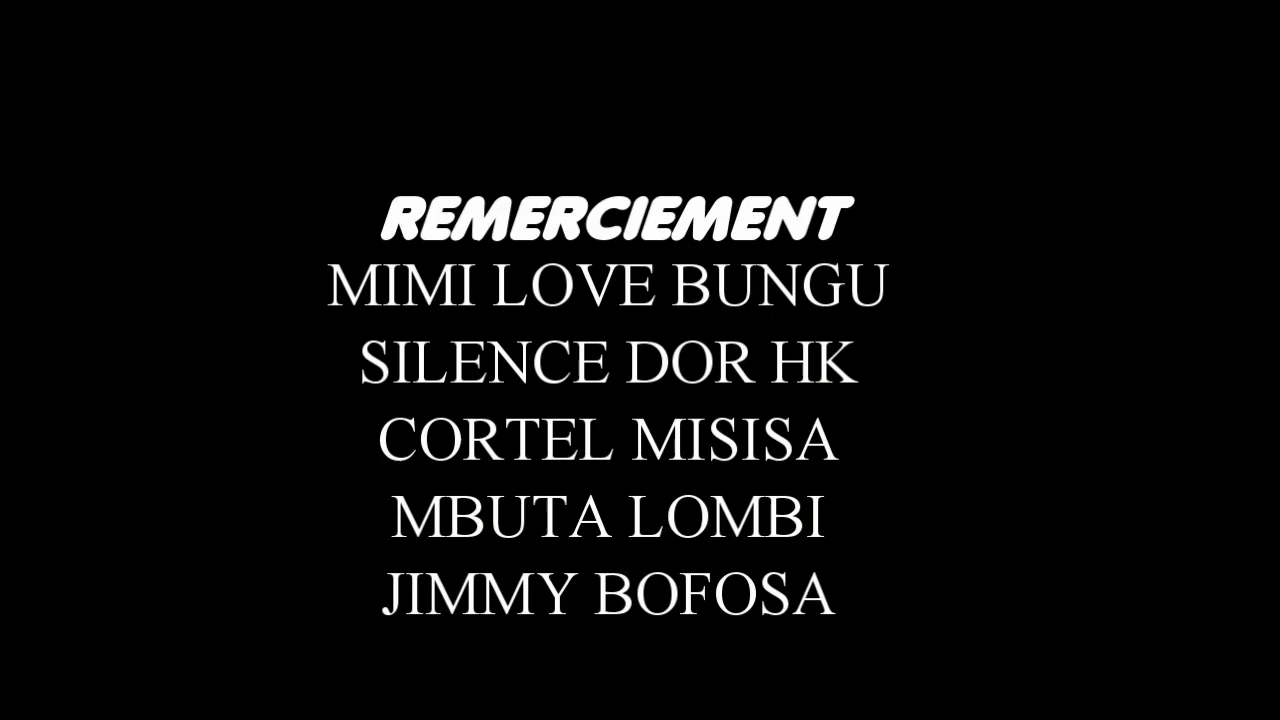 REMERCIEMENT
MIMI LOVE BUNGU
SILENCE DOR HK
CORTEL MISISA
MBUTA LOMBI
JIMMY BOFOSA